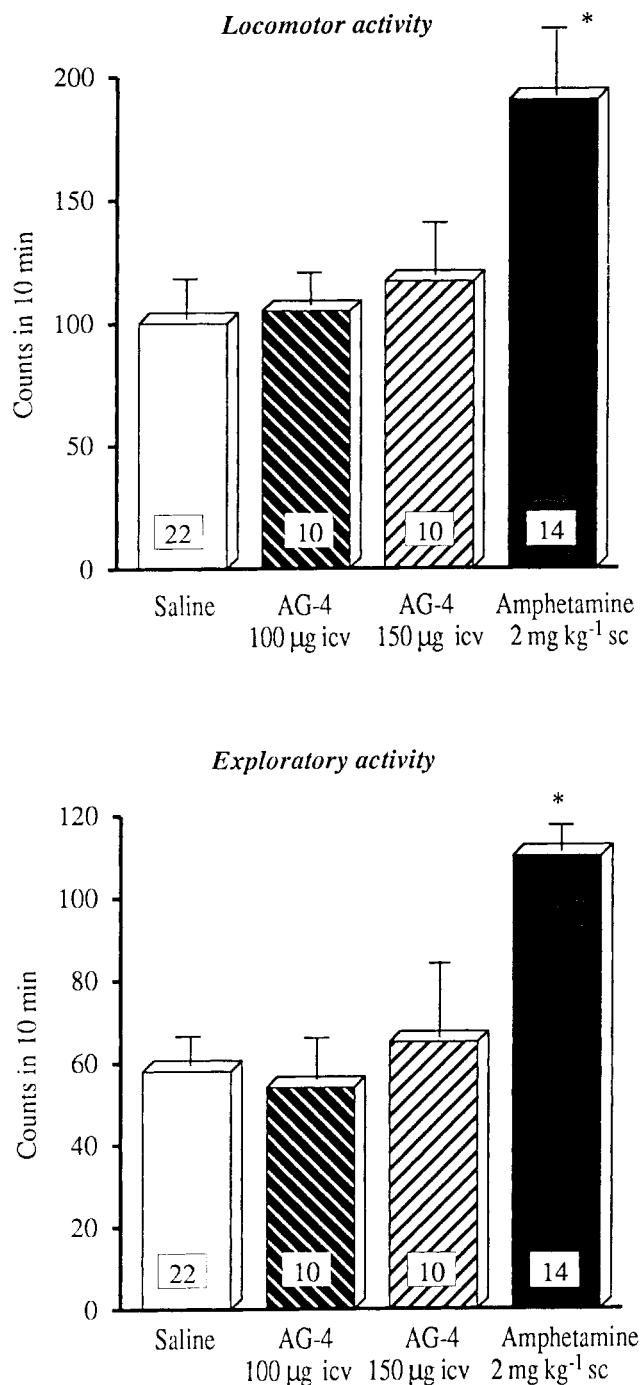 Locomotor activity
*
200
150
100
50
0
Counts in 10 min
22
10
10
14
Saline
AG-4
100 µg icv
AG-4
150 µg icv
Amphetamine
2 mg kg⁻¹ sc
Exploratory activity
*
120
100
80
60
40
20
0
Counts in 10 min
22
10
10
14
Saline
AG-4
100 µg icv
AG-4
150 µg icv
Amphetamine
2 mg kg⁻¹ sc